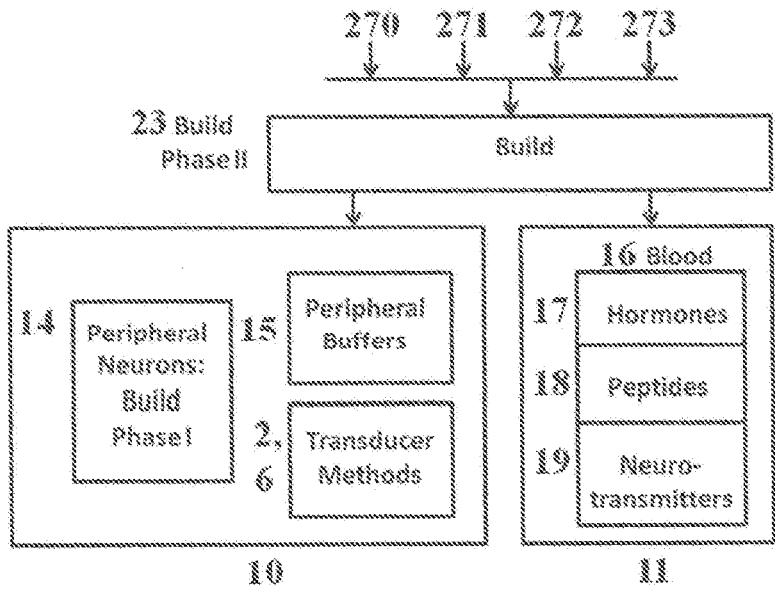 270 271 272 273
23 Build
Phase II
Build
16 Blood
14
Peripheral
Neurons:
Build
Phase I
15
Peripheral
Buffers
2,
6
Transducer
Methods
17
Hormones
18
Peptides
19
Neuro-
transmitters
10
11